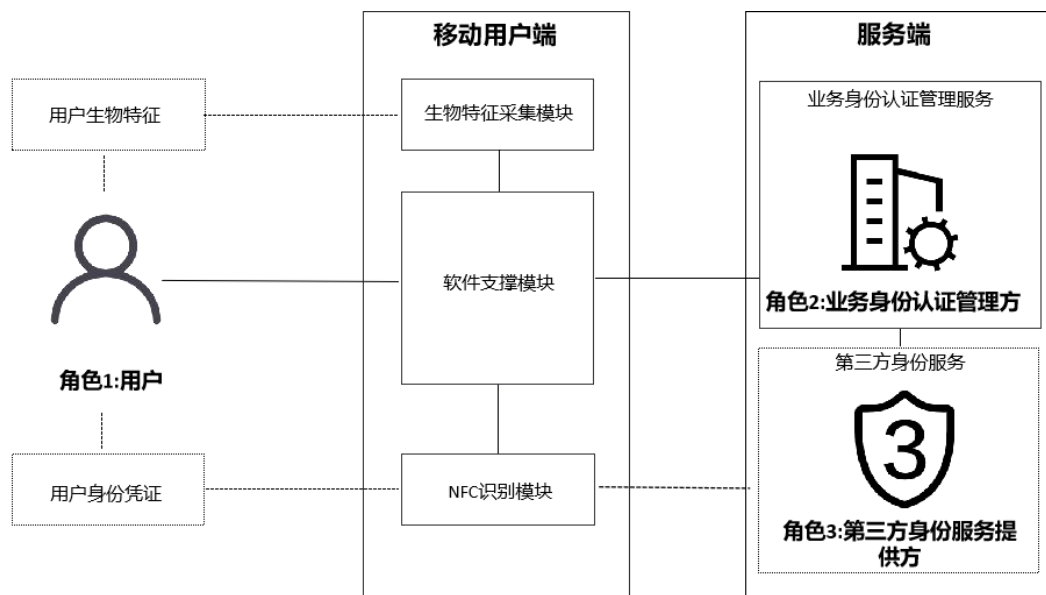 移动用户端
服务端
用户生物特征
生物特征采集模块
业务身份认证管理服务
软件支撑模块
角色2:业务身份认证管理方
角色1:用户
第三方身份服务
3
用户身份凭证
NFC识别模块
角色3:第三方身份服务提
供方